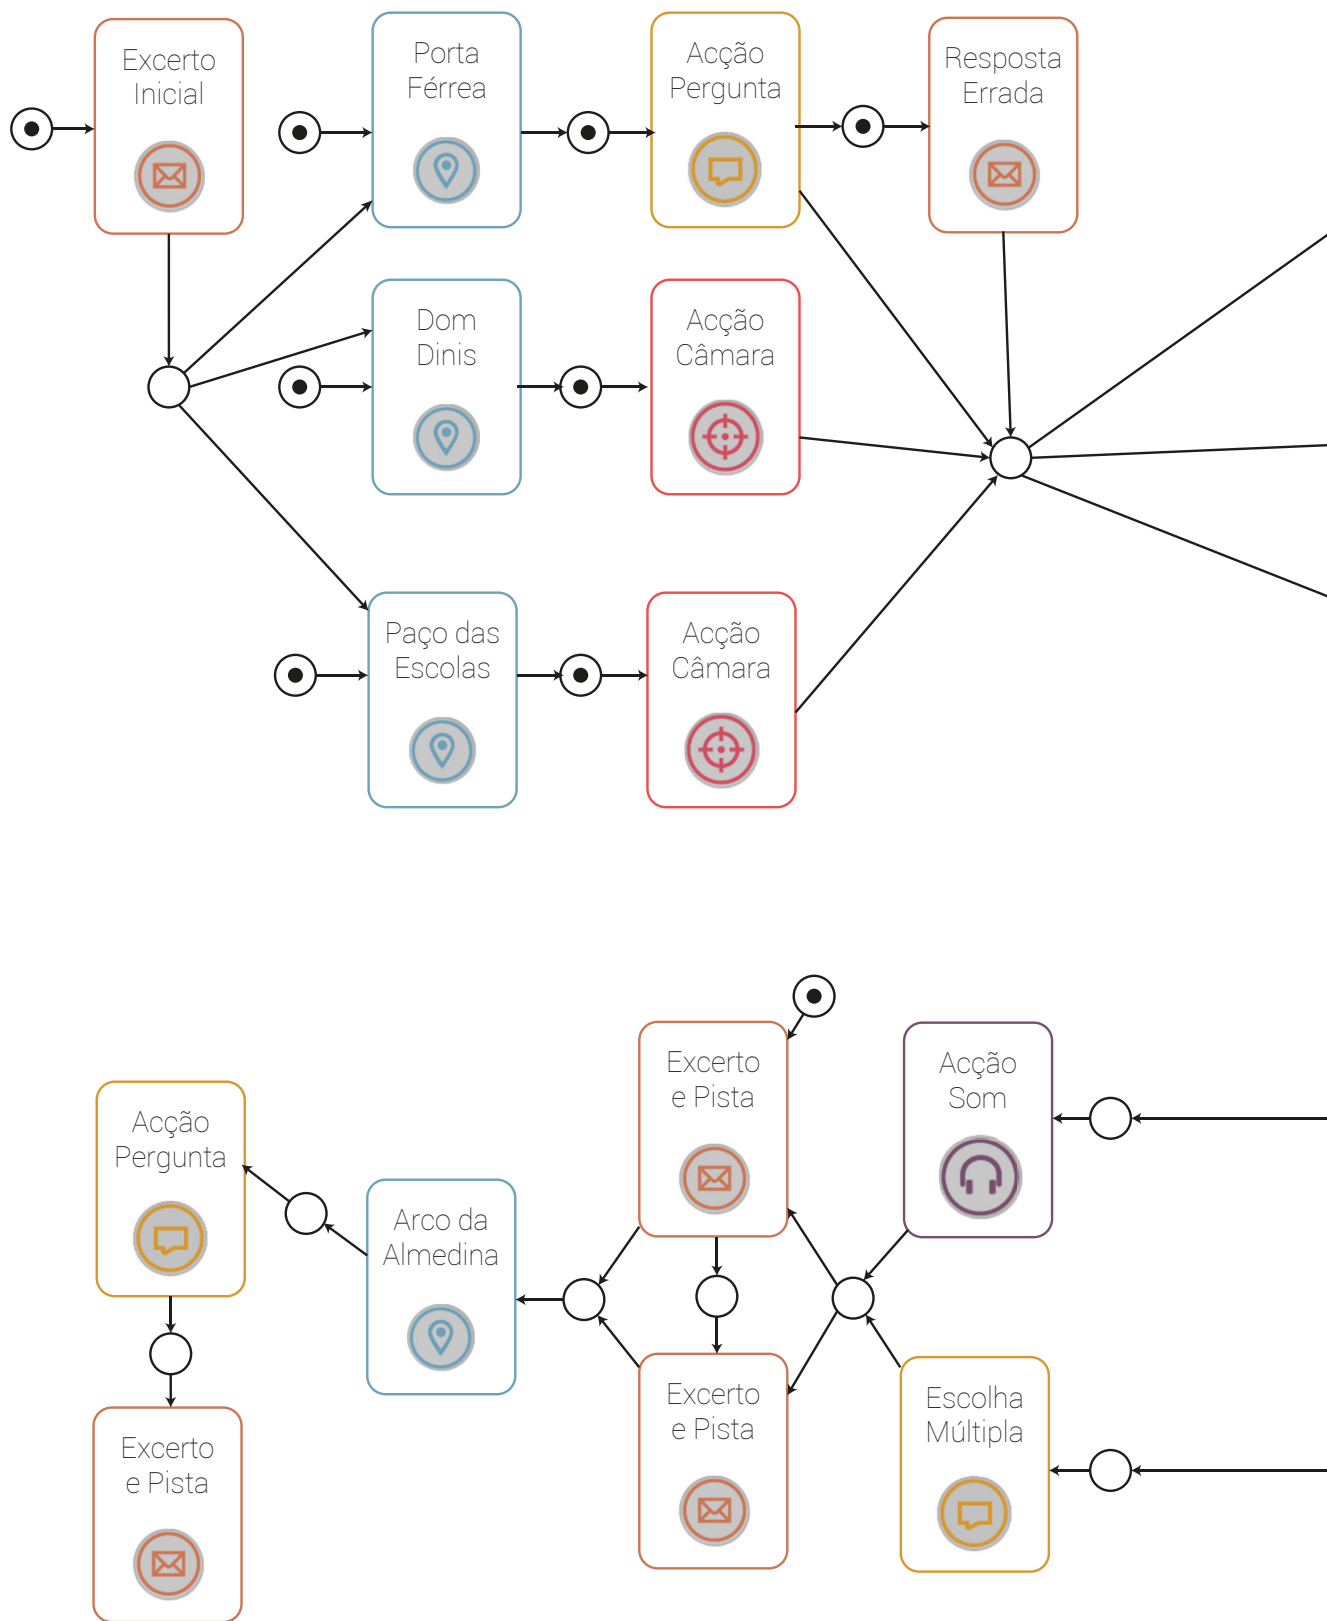 Excerto
Inicial
Porta
Férrea
Acção
Pergunta
Resposta
Errada
Dom
Dinis
Acção
Câmara
Paço das
Escolas
Acção
Câmara
Excerto
e Pista
Acção
Som
Acção
Pergunta
Arco da
Almedina
Excerto
e Pista
Escolha
Múltipla
Excerto
e Pista